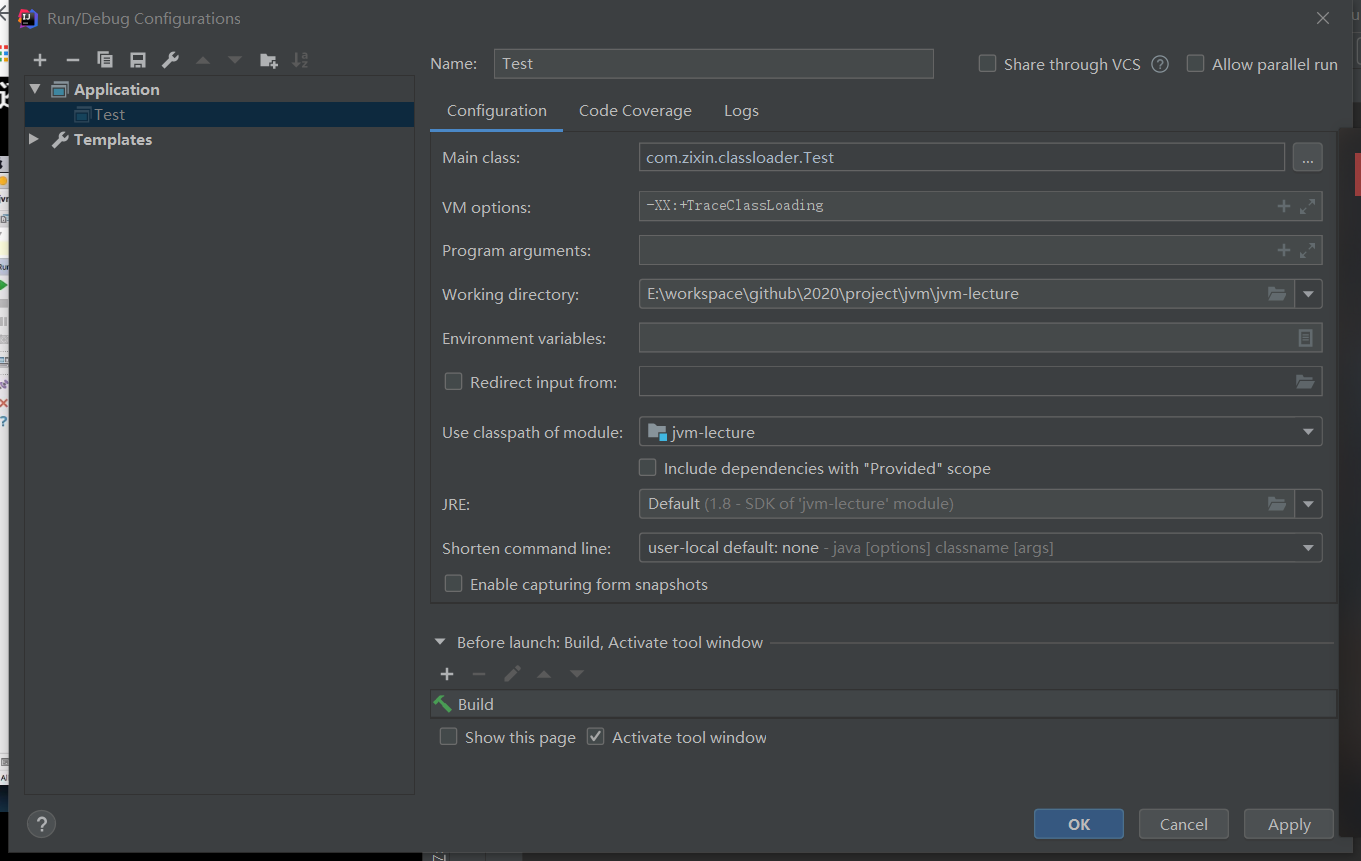 Run/Debug Configurations
Name: Test Share through VCS ? Allow parallel run
Application
Test
Templates
Configuration Code Coverage Logs
Main class: com.zixin.classloader.Test ...
VM options: -XX:+TraceClassLoading
Program arguments:
Working directory: E:\workspace\github\2020\project\jvm\jvm-lecture
Environment variables:
Redirect input from:
Use classpath of module: jvm-lecture
Include dependencies with "Provided" scope
JRE: Default (1.8 - SDK of 'jvm-lecture' module)
Shorten command line: user-local default: none - java [options] classname [args]
Enable capturing form snapshots
Before launch: Build, Activate tool window
Build
Show this page Activate tool window
? OK Cancel Apply